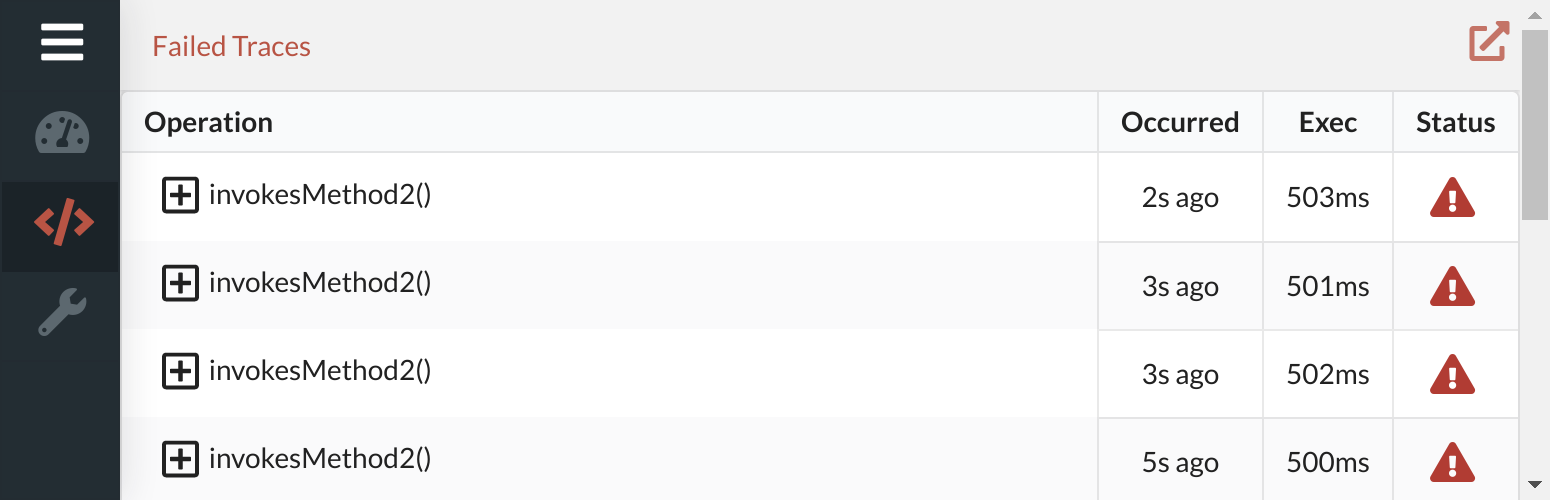 Failed Traces
Operation Occurred Exec Status
invokesMethod2() 2s ago 503ms
invokesMethod2() 3s ago 501ms
invokesMethod2() 3s ago 502ms
invokesMethod2() 5s ago 500ms